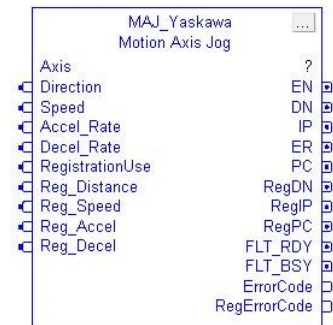 MAJ_Yaskawa ...
Motion Axis Jog
Axis ?
Direction EN
Speed DN
Accel_Rate IP
Decel_Rate ER
RegistrationUse PC
Reg_Distance RegDN
Reg_Speed RegIP
Reg_Accel RegPC
Reg_Decel FLT_RDY
FLT_BSY
ErrorCode
RegErrorCode